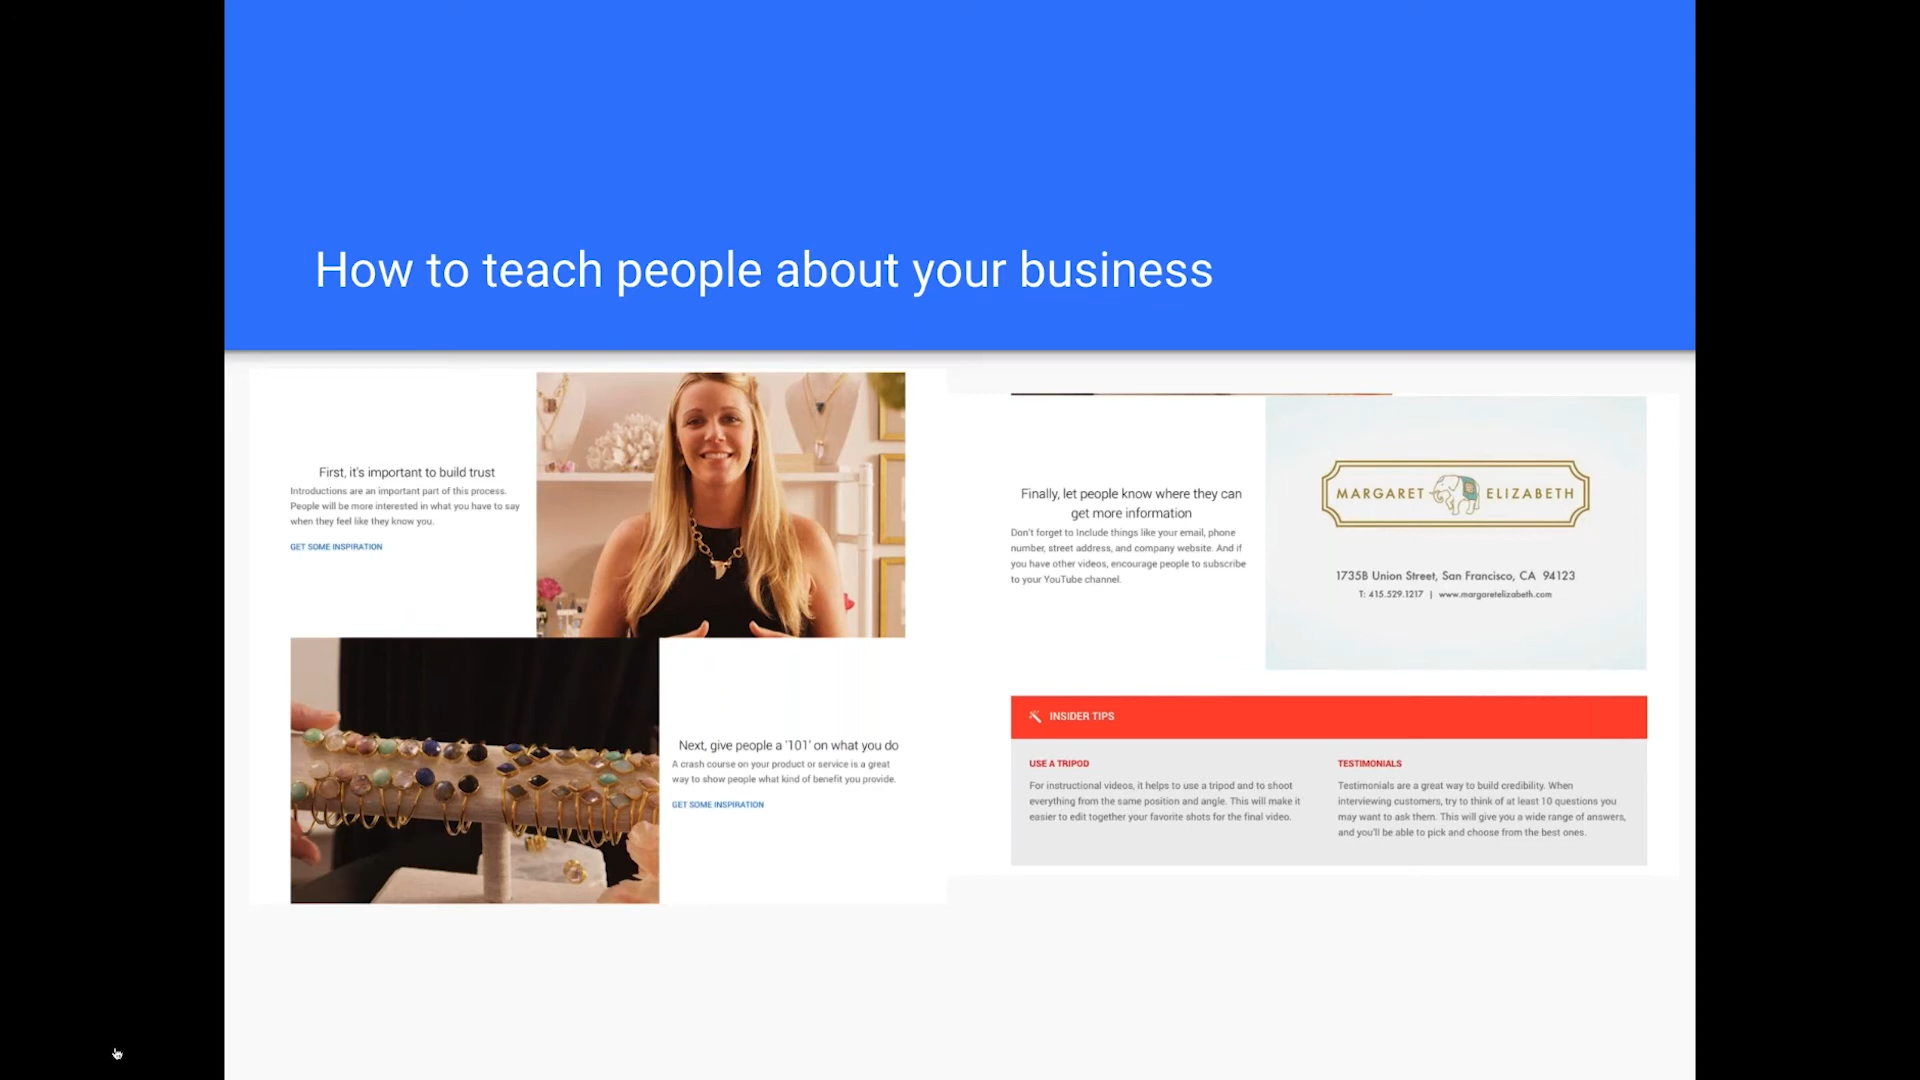 How to teach people about your business
First, it's important to build trust
Introductions are an important part of this process.
People will be more interested in what you have to say
when they feel like they know you.
GET SOME INSPIRATION
Next, give people a '101' on what you do
A crash course on your product or service is a great
way to show people what kind of benefit you provide.
GET SOME INSPIRATION
Finally, let people know where they can
get more information
Don't forget to Include things like your email, phone
number, street address, and company website. And if
you have other videos, encourage people to subscribe
to your YouTube channel.
MARGARET ELIZABETH
1735B Union Street, San Francisco, CA 94123
T: 415.529.1217 | www.margaretelizabeth.com
INSIDER TIPS
USE A TRIPOD
For instructional videos, it helps to use a tripod and to shoot
everything from the same position and angle. This will make it
easier to edit together your favorite shots for the final video.
TESTIMONIALS
Testimonials are a great way to build credibility. When
interviewing customers, try to think of at least 10 questions you
may want to ask them. This will give you a wide range of answers,
and you'll be able to pick and choose from the best ones.